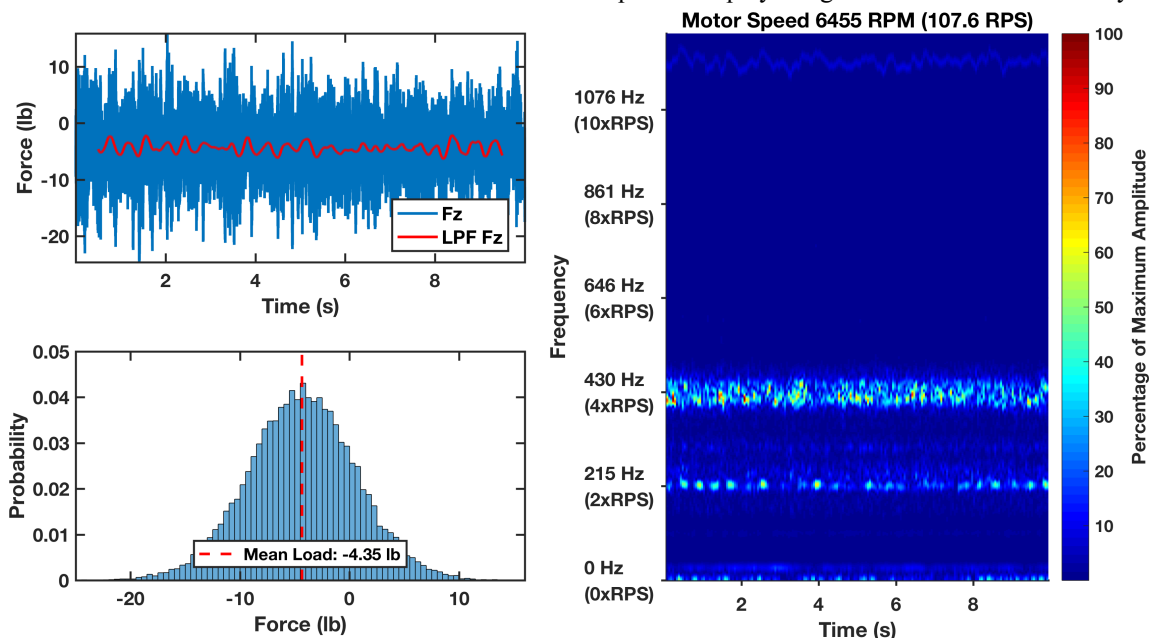 Motor Speed 6455 RPM (107.6 RPS)
Force (lb)
10
0
-10
-20
Fz
LPF Fz
2
4
6
8
Time (s)
Probability
0.05
0.04
0.03
0.02
0.01
0
Mean Load: -4.35 lb
-20
-10
0
10
Force (lb)
Frequency
1076 Hz
(10xRPS)
861 Hz
(8xRPS)
646 Hz
(6xRPS)
430 Hz
(4xRPS)
215 Hz
(2xRPS)
0 Hz
(0xRPS)
2
4
6
8
Time (s)
100
90
80
70
60
50
40
30
20
10
Percentage of Maximum Amplitude